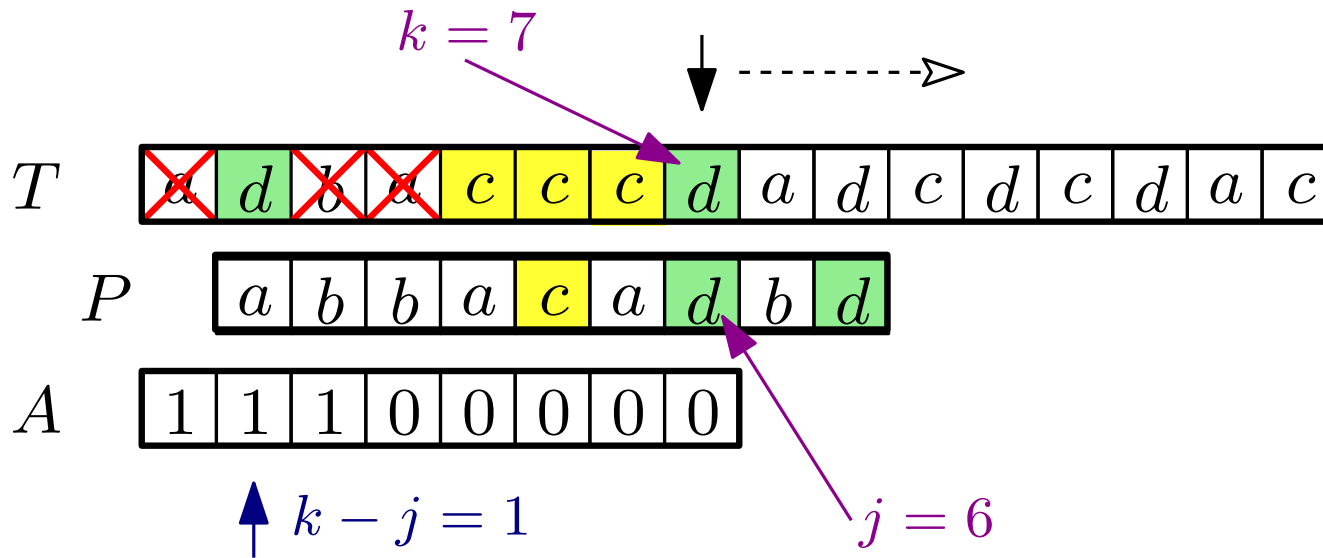 k = 7
T a d b a c c c d a d c d c d a c
P a b b a c a d b d
A 1 1 1 0 0 0 0 0
k − j = 1
j = 6